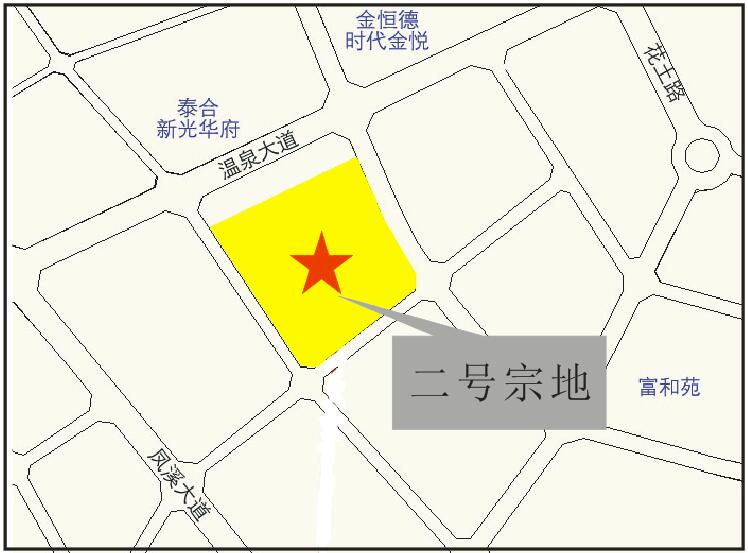 金恒德
时代金悦
花土路
泰合
新光华府
温泉大道
二号宗地
富和苑
凤溪大道